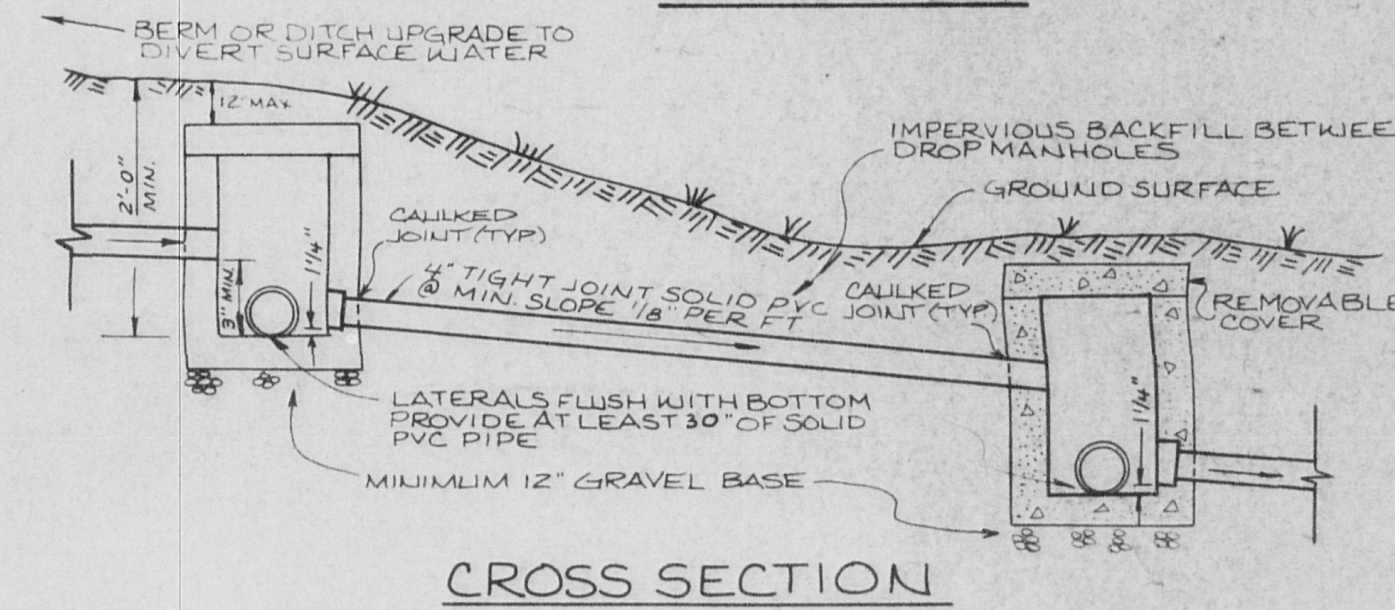 BERM OR DITCH UPGRADE TO
DIVERT SURFACE WATER
12" MAX
2'-0"
MIN.
IMPERVIOUS BACKFILL BETWEE
DROP MANHOLES
GROUND SURFACE
CAULKED
JOINT (TYP.)
3" MIN.
1 1/4"
4" TIGHT JOINT SOLID PVC
@ MIN. SLOPE 1/8" PER FT
CAULKED
JOINT (TYP.)
REMOVABLE
COVER
1 1/4"
LATERALS FLUSH WITH BOTTOM
PROVIDE AT LEAST 30" OF SOLID
PVC PIPE
MINIMUM 12" GRAVEL BASE
CROSS SECTION